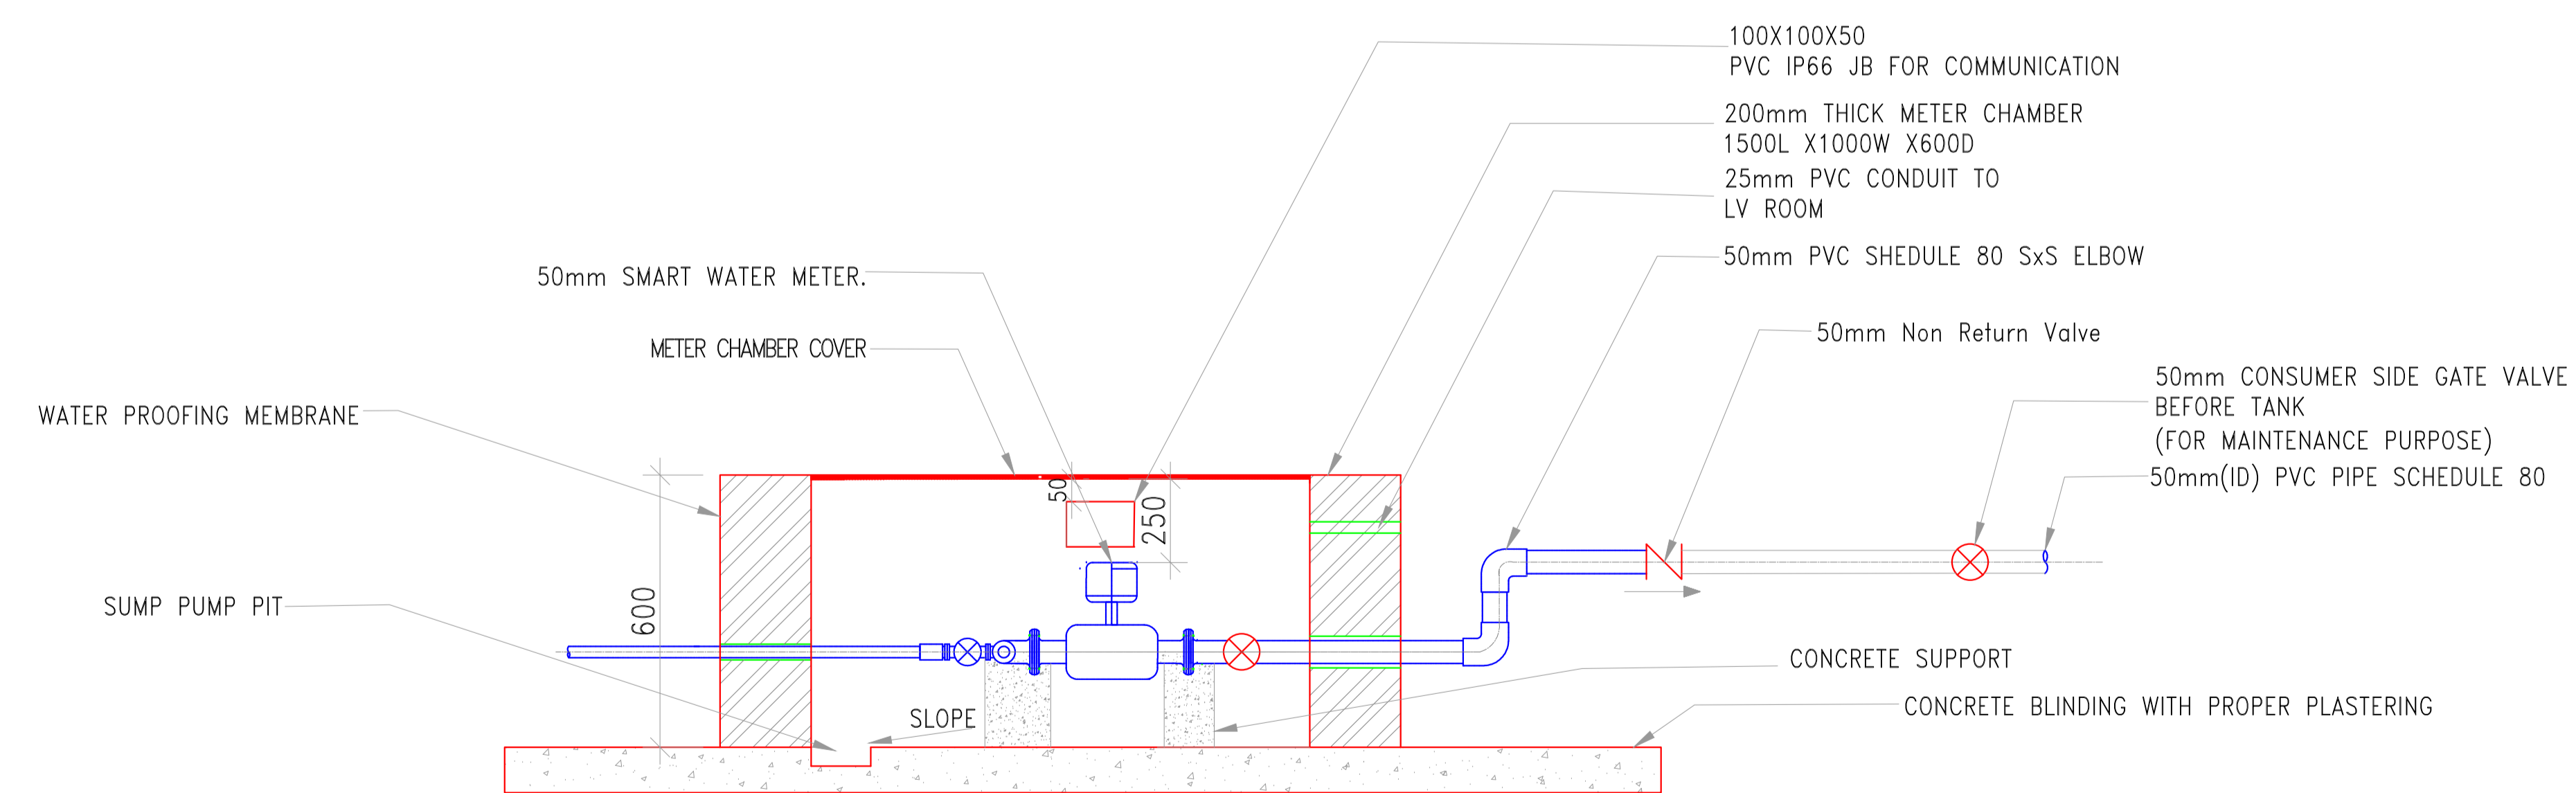 100X100X50
PVC IP66 JB FOR COMMUNICATION
200mm THICK METER CHAMBER
1500L X1000W X600D
25mm PVC CONDUIT TO
LV ROOM
50mm PVC SHEDULE 80 SxS ELBOW
50mm SMART WATER METER.
50mm Non Return Valve
METER CHAMBER COVER
50mm CONSUMER SIDE GATE VALVE
BEFORE TANK
(FOR MAINTENANCE PURPOSE)
WATER PROOFING MEMBRANE
50mm(ID) PVC PIPE SCHEDULE 80
50
250
600
SUMP PUMP PIT
CONCRETE SUPPORT
SLOPE
CONCRETE BLINDING WITH PROPER PLASTERING